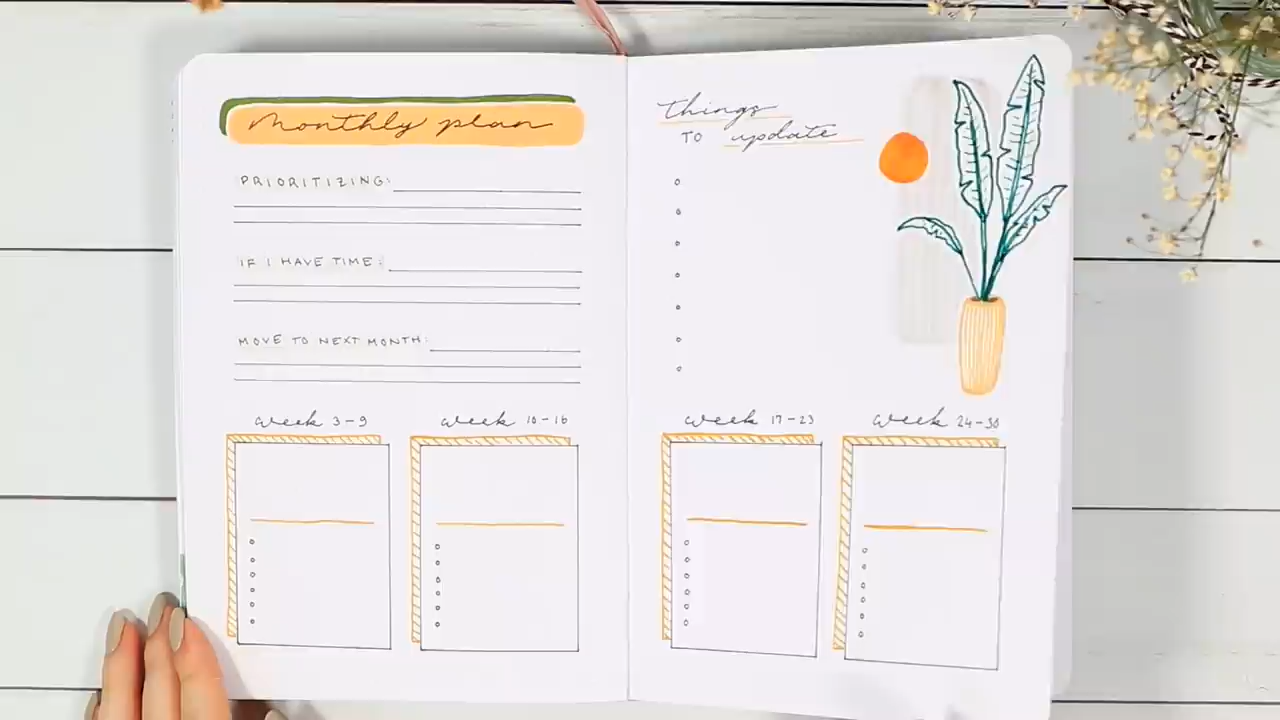 monthly plan
PRIORITIZING:
IF I HAVE TIME:
MOVE TO NEXT MONTH:
week 3-9
week 10-16
things
TO update
week 17-23
week 24-30